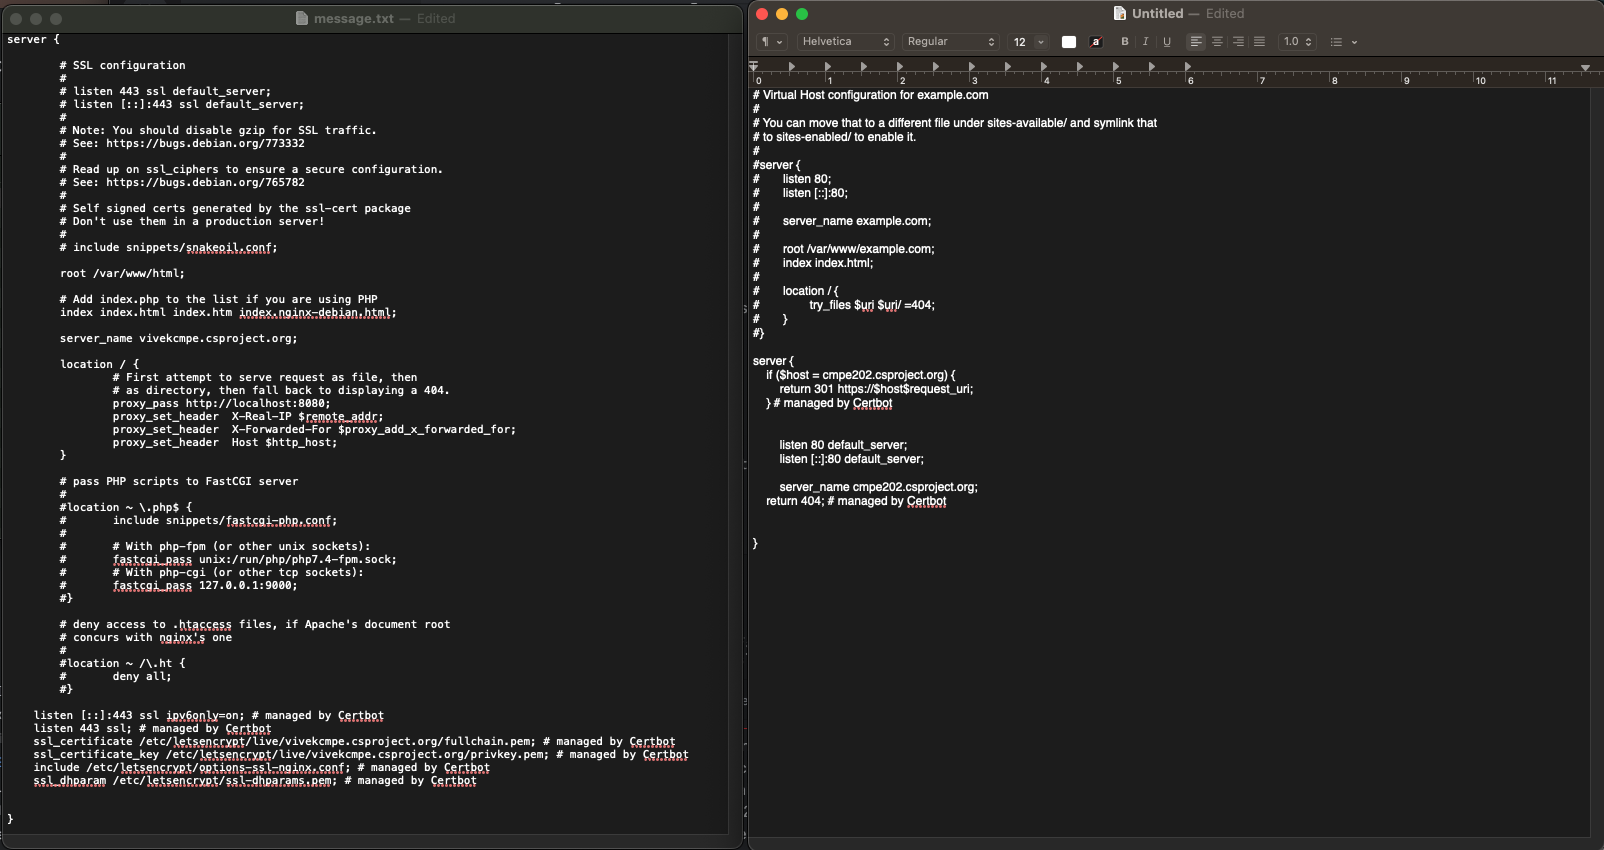 message.txt — Edited
server {
# SSL configuration
#
# listen 443 ssl default_server;
# listen [::]:443 ssl default_server;
#
# Note: You should disable gzip for SSL traffic.
# See: https://bugs.debian.org/773332
#
# Read up on ssl_ciphers to ensure a secure configuration.
# See: https://bugs.debian.org/765782
#
# Self signed certs generated by the ssl-cert package
# Don't use them in a production server!
#
# include snippets/snakeoil.conf;
root /var/www/html;
# Add index.php to the list if you are using PHP
index index.html index.htm index.nginx-debian.html;
server_name vivekcmpe.csproject.org;
location / {
# First attempt to serve request as file, then
# as directory, then fall back to displaying a 404.
proxy_pass http://localhost:8080;
proxy_set_header  X-Real-IP $remote_addr;
proxy_set_header  X-Forwarded-For $proxy_add_x_forwarded_for;
proxy_set_header  Host $http_host;
}
# pass PHP scripts to FastCGI server
#
#location ~ \.php$ {
#       include snippets/fastcgi-php.conf;
#
#       # With php-fpm (or other unix sockets):
#       fastcgi_pass unix:/run/php/php7.4-fpm.sock;
#       # With php-cgi (or other tcp sockets):
#       fastcgi_pass 127.0.0.1:9000;
#}
# deny access to .htaccess files, if Apache's document root
# concurs with nginx's one
#
#location ~ /\.ht {
#       deny all;
#}
listen [::]:443 ssl ipv6only=on; # managed by Certbot
listen 443 ssl; # managed by Certbot
ssl_certificate /etc/letsencrypt/live/vivekcmpe.csproject.org/fullchain.pem; # managed by Certbot
ssl_certificate_key /etc/letsencrypt/live/vivekcmpe.csproject.org/privkey.pem; # managed by Certbot
include /etc/letsencrypt/options-ssl-nginx.conf; # managed by Certbot
ssl_dhparam /etc/letsencrypt/ssl-dhparams.pem; # managed by Certbot
}
Untitled — Edited
¶ Helvetica Regular 12 a B I U 1.0
0 1 2 3 4 5 6 7 8 9 10 11
# Virtual Host configuration for example.com
#
# You can move that to a different file under sites-available/ and symlink that
# to sites-enabled/ to enable it.
#
#server {
#       listen 80;
#       listen [::]:80;
#
#       server_name example.com;
#
#       root /var/www/example.com;
#       index index.html;
#
#       location / {
#               try_files $uri $uri/ =404;
#       }
#}
server {
if ($host = cmpe202.csproject.org) {
return 301 https://$host$request_uri;
} # managed by Certbot
listen 80 default_server;
listen [::]:80 default_server;
server_name cmpe202.csproject.org;
return 404; # managed by Certbot
}